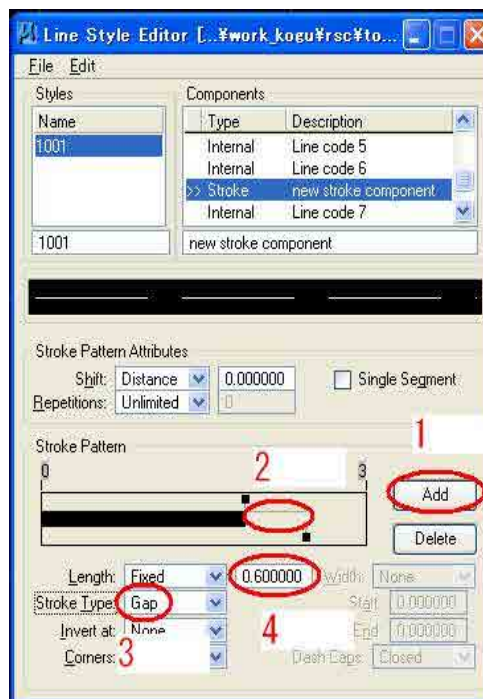 Line Style Editor [...¥work_kogu¥rsc¥to...
File Edit
Styles
Components
Name
Type Description
1001
Internal Line code 5
Internal Line code 6
>> Stroke new stroke component
Internal Line code 7
1001
new stroke component
Stroke Pattern Attributes
Shift: Distance 0.000000 Single Segment
Repetitions: Unlimited 0
1
Stroke Pattern
2
0 3
Add
Delete
Length: Fixed 0.600000 Width: None
Stroke Type: Gap Start 0.000000
Invert at: None End 0.000000
3 4
Corners: Dash Caps: Closed